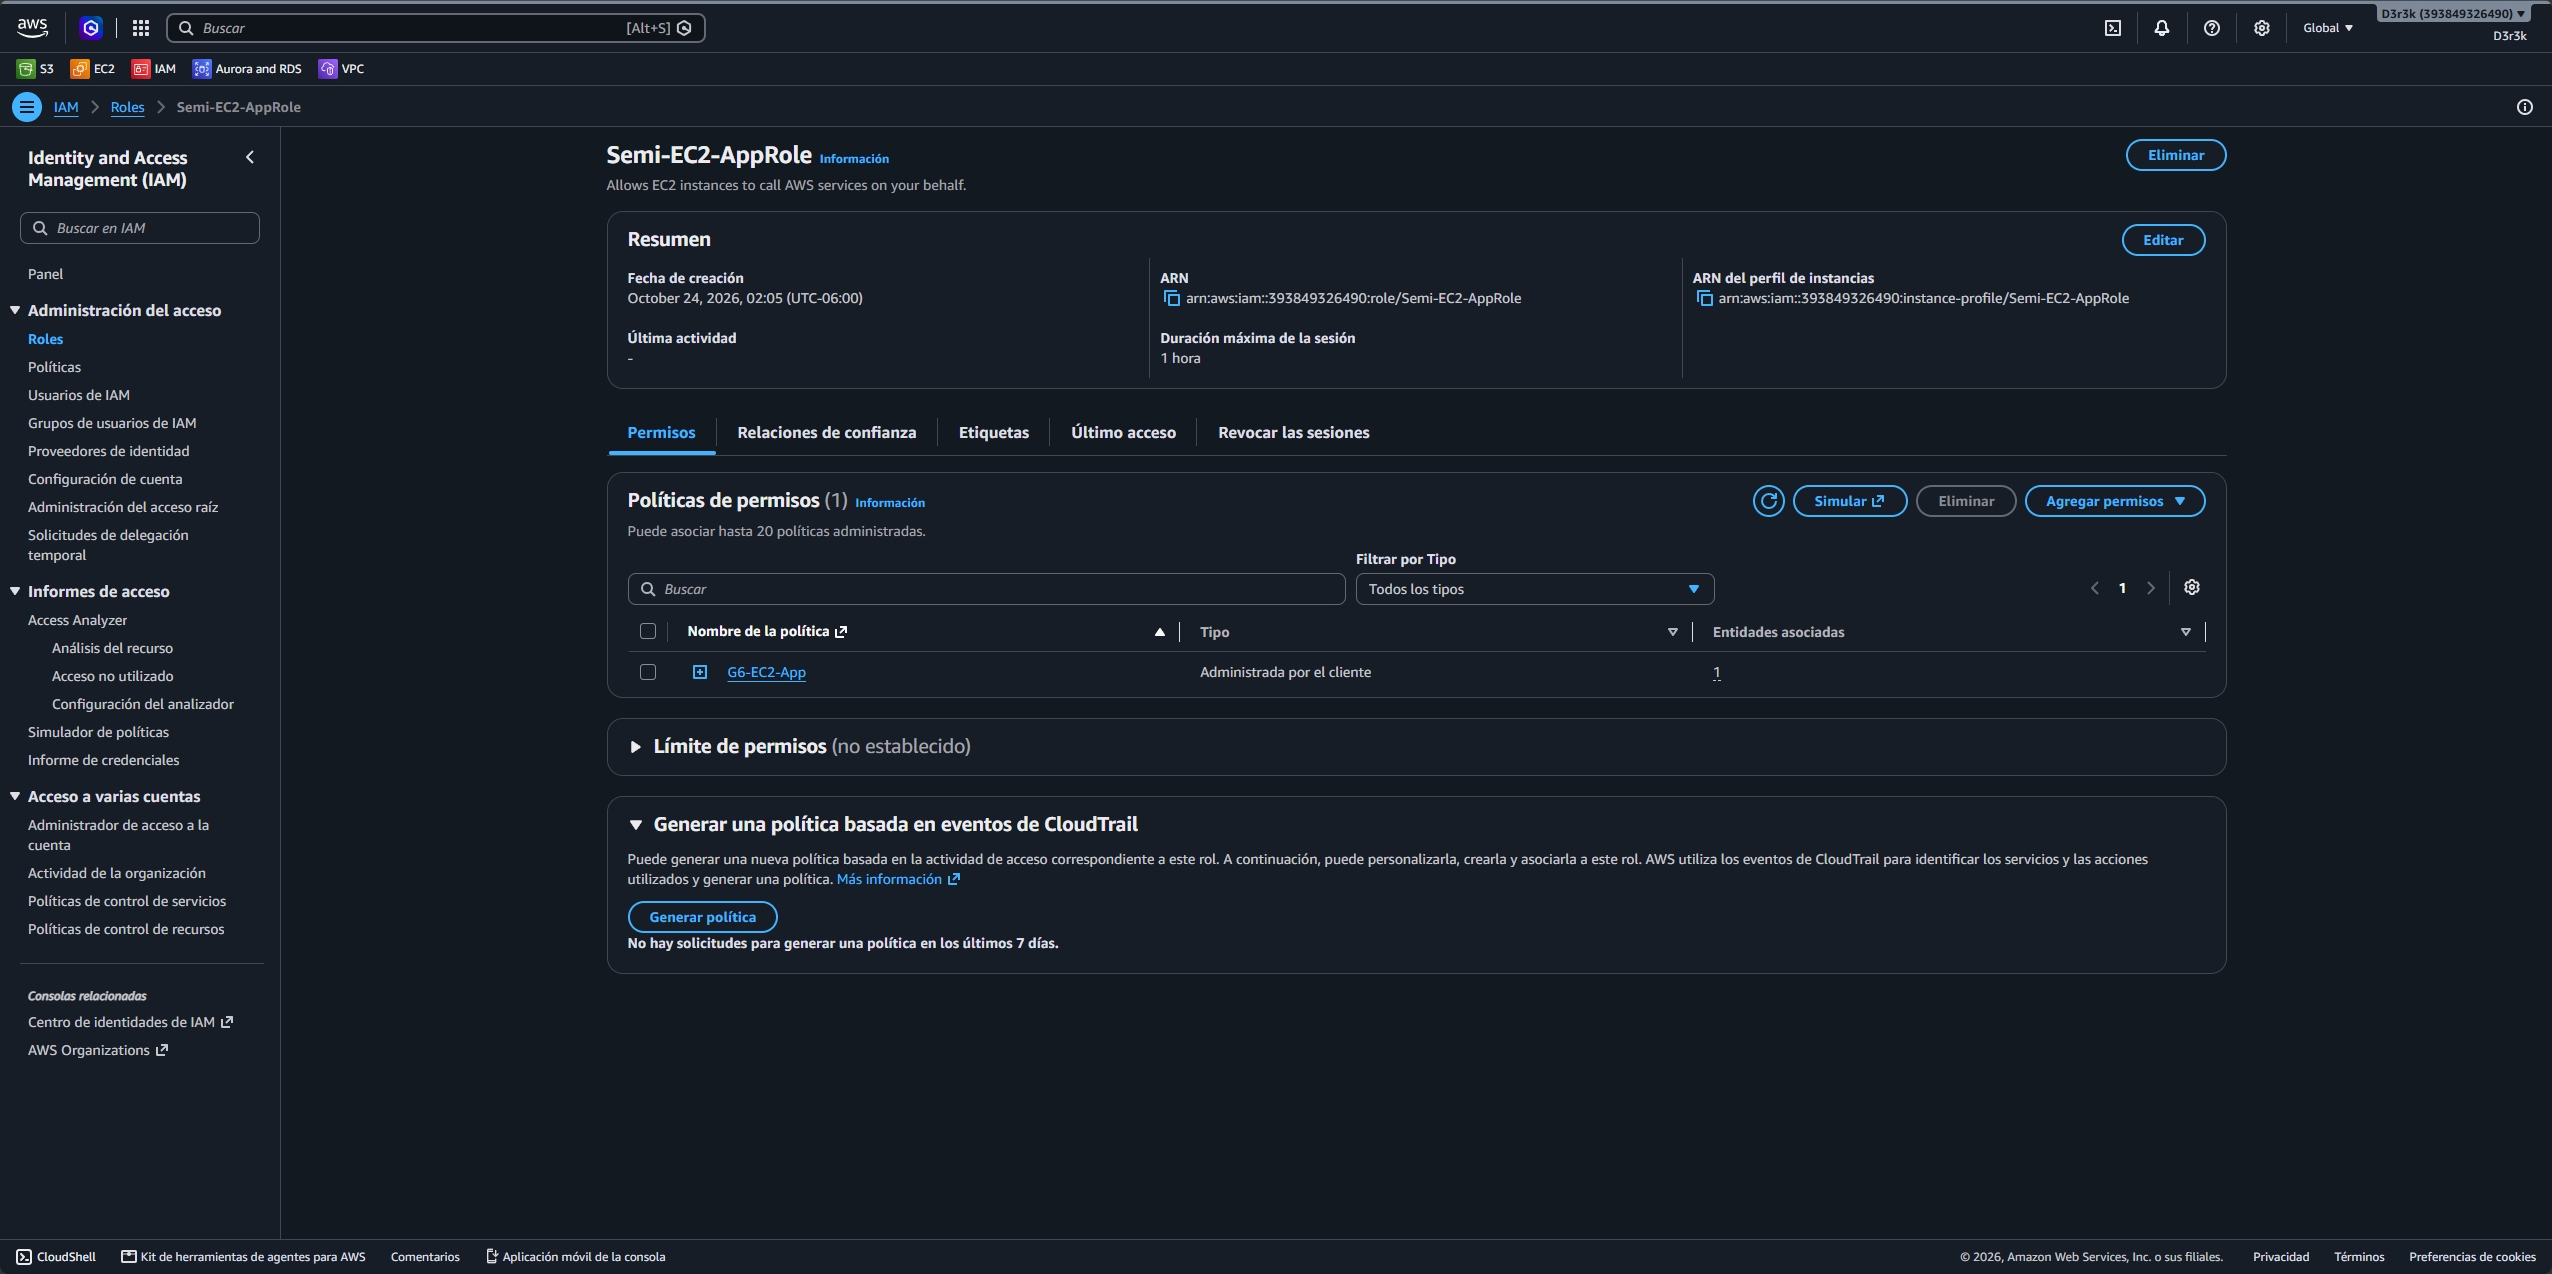 aws
Buscar
[Alt+S]
Global
D3r3k (393849326490)
D3r3k
S3
EC2
IAM
Aurora and RDS
VPC
IAM
Roles
Semi-EC2-AppRole
Identity and Access
Management (IAM)
Buscar en IAM
Panel
Administración del acceso
Roles
Políticas
Usuarios de IAM
Grupos de usuarios de IAM
Proveedores de identidad
Configuración de cuenta
Administración del acceso raíz
Solicitudes de delegación
temporal
Informes de acceso
Access Analyzer
Análisis del recurso
Acceso no utilizado
Configuración del analizador
Simulador de políticas
Informe de credenciales
Acceso a varias cuentas
Administrador de acceso a la
cuenta
Actividad de la organización
Políticas de control de servicios
Políticas de control de recursos
Consolas relacionadas
Centro de identidades de IAM
AWS Organizations
Semi-EC2-AppRole Información
Eliminar
Allows EC2 instances to call AWS services on your behalf.
Resumen
Editar
Fecha de creación
October 24, 2026, 02:05 (UTC-06:00)
Última actividad
-
ARN
arn:aws:iam::393849326490:role/Semi-EC2-AppRole
Duración máxima de la sesión
1 hora
ARN del perfil de instancias
arn:aws:iam::393849326490:instance-profile/Semi-EC2-AppRole
Permisos
Relaciones de confianza
Etiquetas
Último acceso
Revocar las sesiones
Políticas de permisos (1) Información
Simular
Eliminar
Agregar permisos
Puede asociar hasta 20 políticas administradas.
Filtrar por Tipo
Buscar
Todos los tipos
1
Nombre de la política
Tipo
Entidades asociadas
G6-EC2-App
Administrada por el cliente
1
Límite de permisos (no establecido)
Generar una política basada en eventos de CloudTrail
Puede generar una nueva política basada en la actividad de acceso correspondiente a este rol. A continuación, puede personalizarla, crearla y asociarla a este rol. AWS utiliza los eventos de CloudTrail para identificar los servicios y las acciones
utilizados y generar una política. Más información
Generar política
No hay solicitudes para generar una política en los últimos 7 días.
CloudShell
Kit de herramientas de agentes para AWS
Comentarios
Aplicación móvil de la consola
© 2026, Amazon Web Services, Inc. o sus filiales.
Privacidad
Términos
Preferencias de cookies